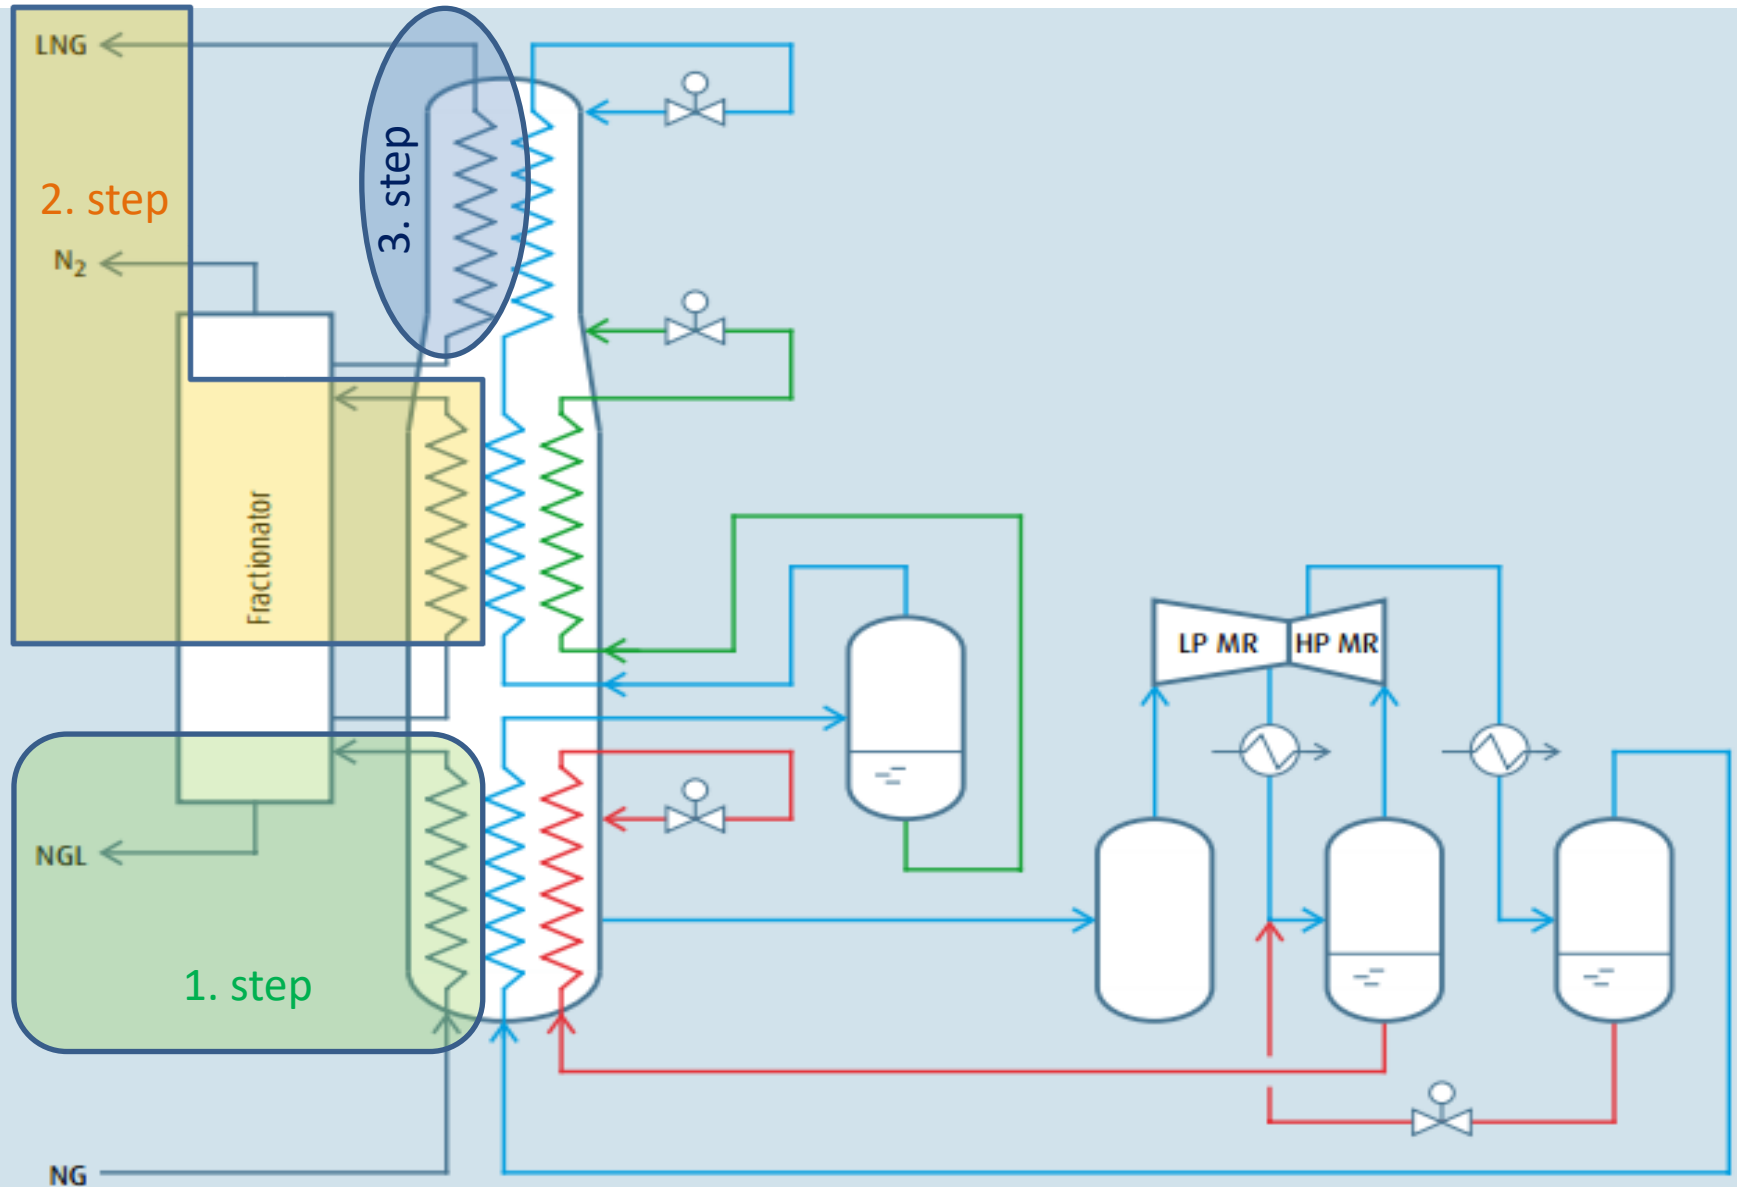 LNG
2. step
3. step
N2
Fractionator
LP MR
HP MR
NGL
1. step
NG